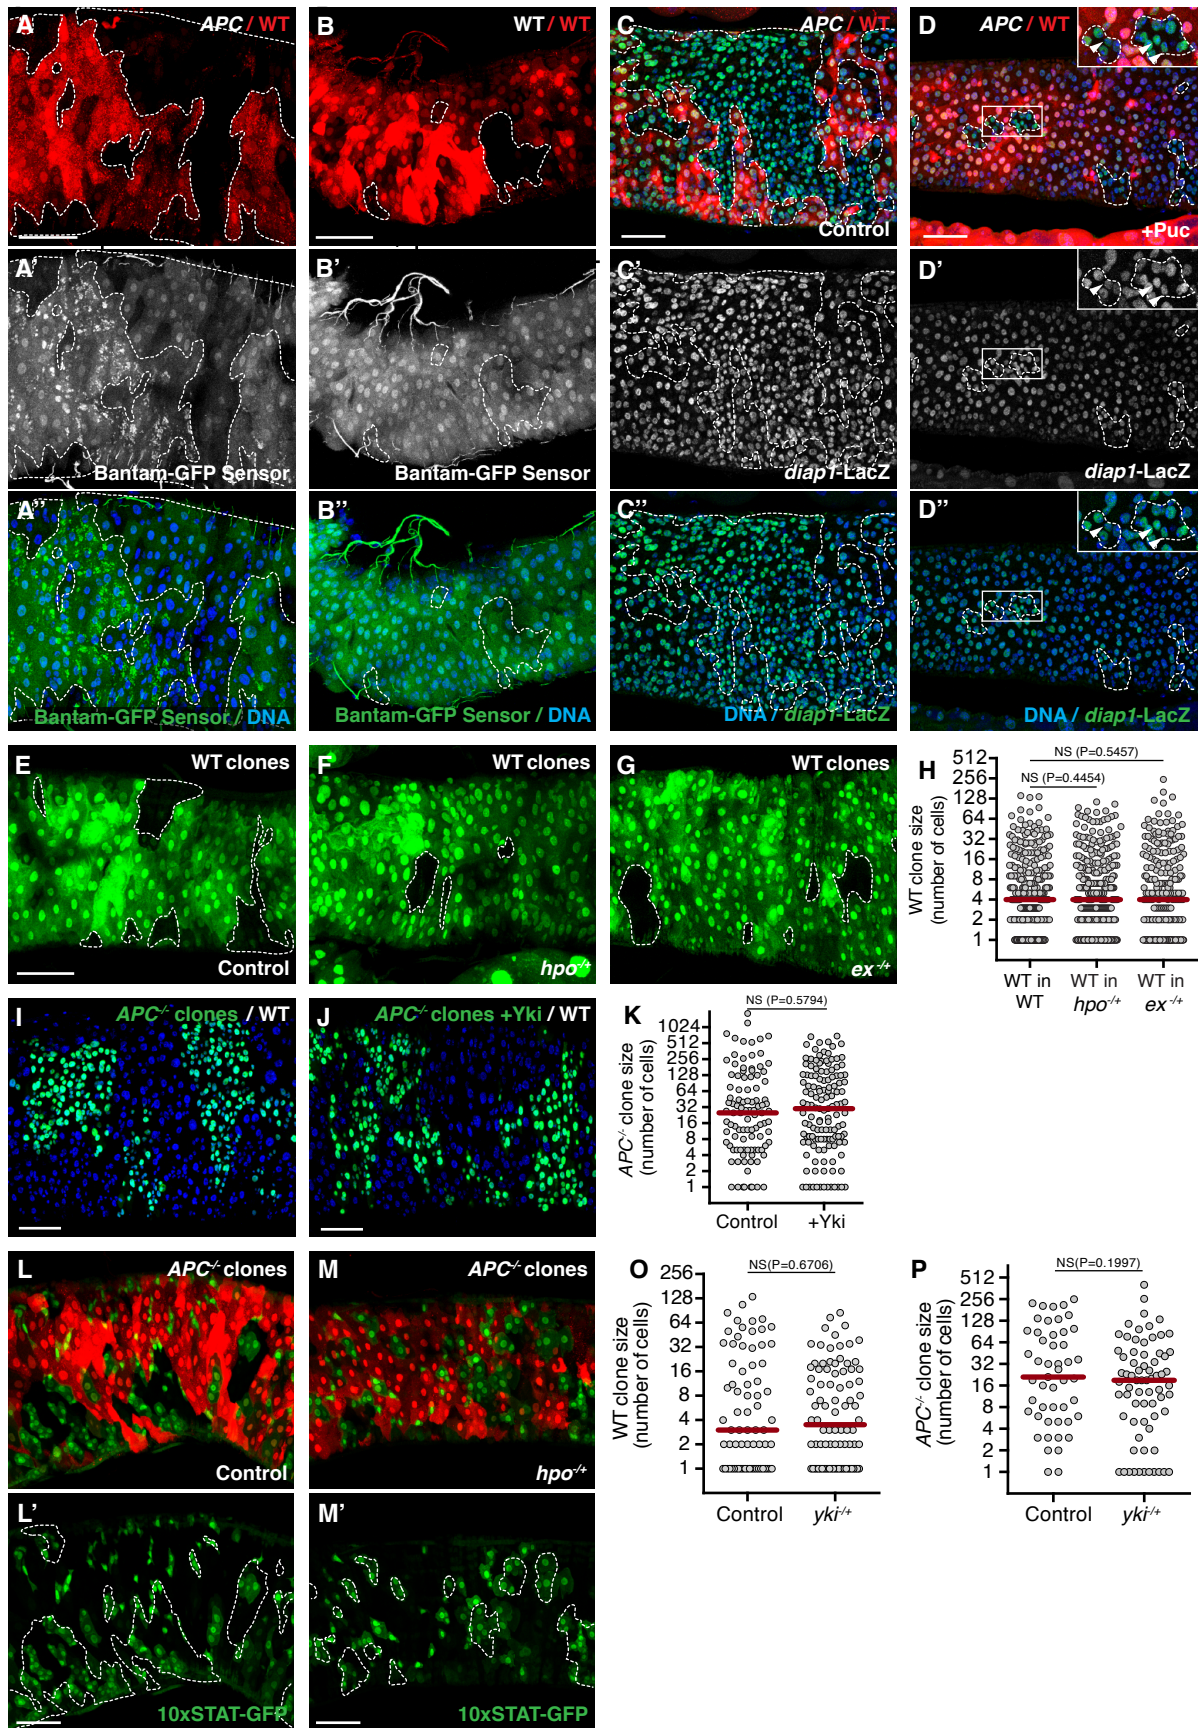 A
APC / WT
B
WT / WT
C
APC / WT
Control
D
APC / WT
+Puc
A'
Bantam-GFP Sensor
B'
Bantam-GFP Sensor
C'
diap1-LacZ
D'
diap1-LacZ
A''
Bantam-GFP Sensor / DNA
B''
Bantam-GFP Sensor / DNA
C''
DNA / diap1-LacZ
D''
DNA / diap1-LacZ
E
WT clones
Control
F
WT clones
hpo-/+
G
WT clones
ex-/+
H
NS (P=0.5457)
NS (P=0.4454)
WT clone size
(number of cells)
512
256
128
64
32
16
8
4
2
1
WT in
WT
WT in
hpo-/+
WT in
ex-/+
I
APC-/- clones / WT
J
APC-/- clones +Yki / WT
K
NS (P=0.5794)
APC-/- clone size
(number of cells)
1024
512
256
128
64
32
16
8
4
2
1
Control
+Yki
L
APC-/- clones
Control
M
APC-/- clones
hpo-/+
L'
10xSTAT-GFP
M'
10xSTAT-GFP
O
NS(P=0.6706)
WT clone size
(number of cells)
256
128
64
32
16
8
4
2
1
Control
yki-/+
P
NS(P=0.1997)
APC-/- clone size
(number of cells)
512
256
128
64
32
16
8
4
2
1
Control
yki-/+